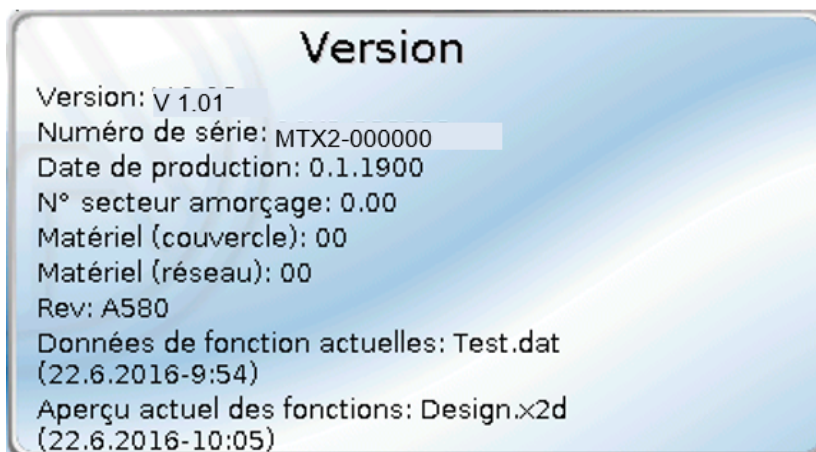 Version
Version: V 1.01
Numéro de série: MTX2-000000
Date de production: 0.1.1900
N° secteur amorçage: 0.00
Matériel (couvercle): 00
Matériel (réseau): 00
Rev: A580
Données de fonction actuelles: Test.dat
(22.6.2016-9:54)
Aperçu actuel des fonctions: Design.x2d
(22.6.2016-10:05)